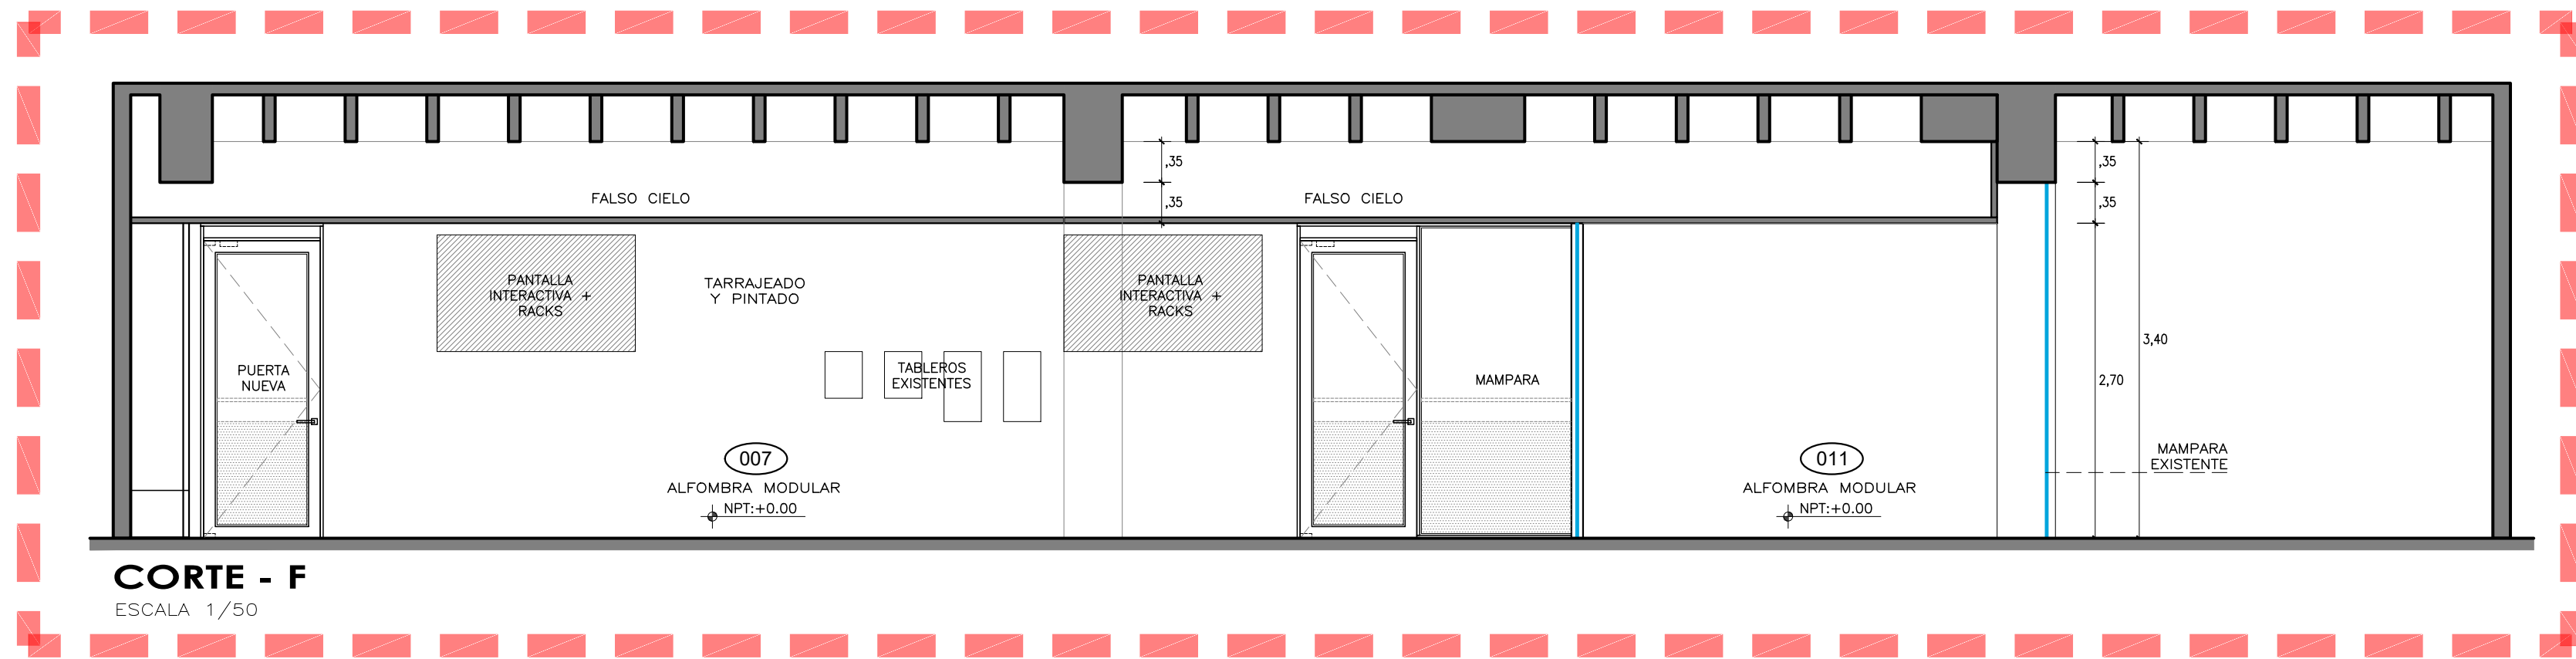 ,35
,35
FALSO CIELO
,35
FALSO CIELO
,35
,35
PANTALLA
INTERACTIVA +
RACKS
TARRAJEADO
Y PINTADO
PANTALLA
INTERACTIVA +
RACKS
3,40
PUERTA
NUEVA
TABLEROS
EXISTENTES
MAMPARA
2,70
007
ALFOMBRA MODULAR
NPT:+0.00
011
ALFOMBRA MODULAR
NPT:+0.00
MAMPARA
EXISTENTE
CORTE - F
ESCALA 1/50